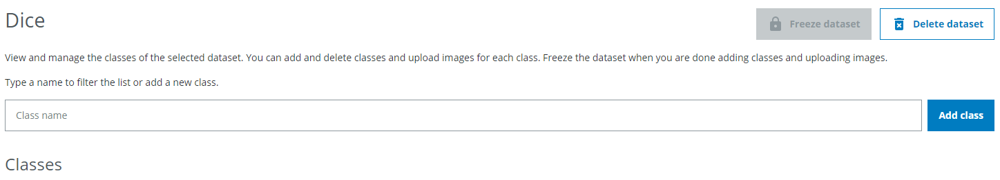 Dice
Freeze dataset
Delete dataset
View and manage the classes of the selected dataset. You can add and delete classes and upload images for each class. Freeze the dataset when you are done adding classes and uploading images.
Type a name to filter the list or add a new class.
Class name
Add class
Classes